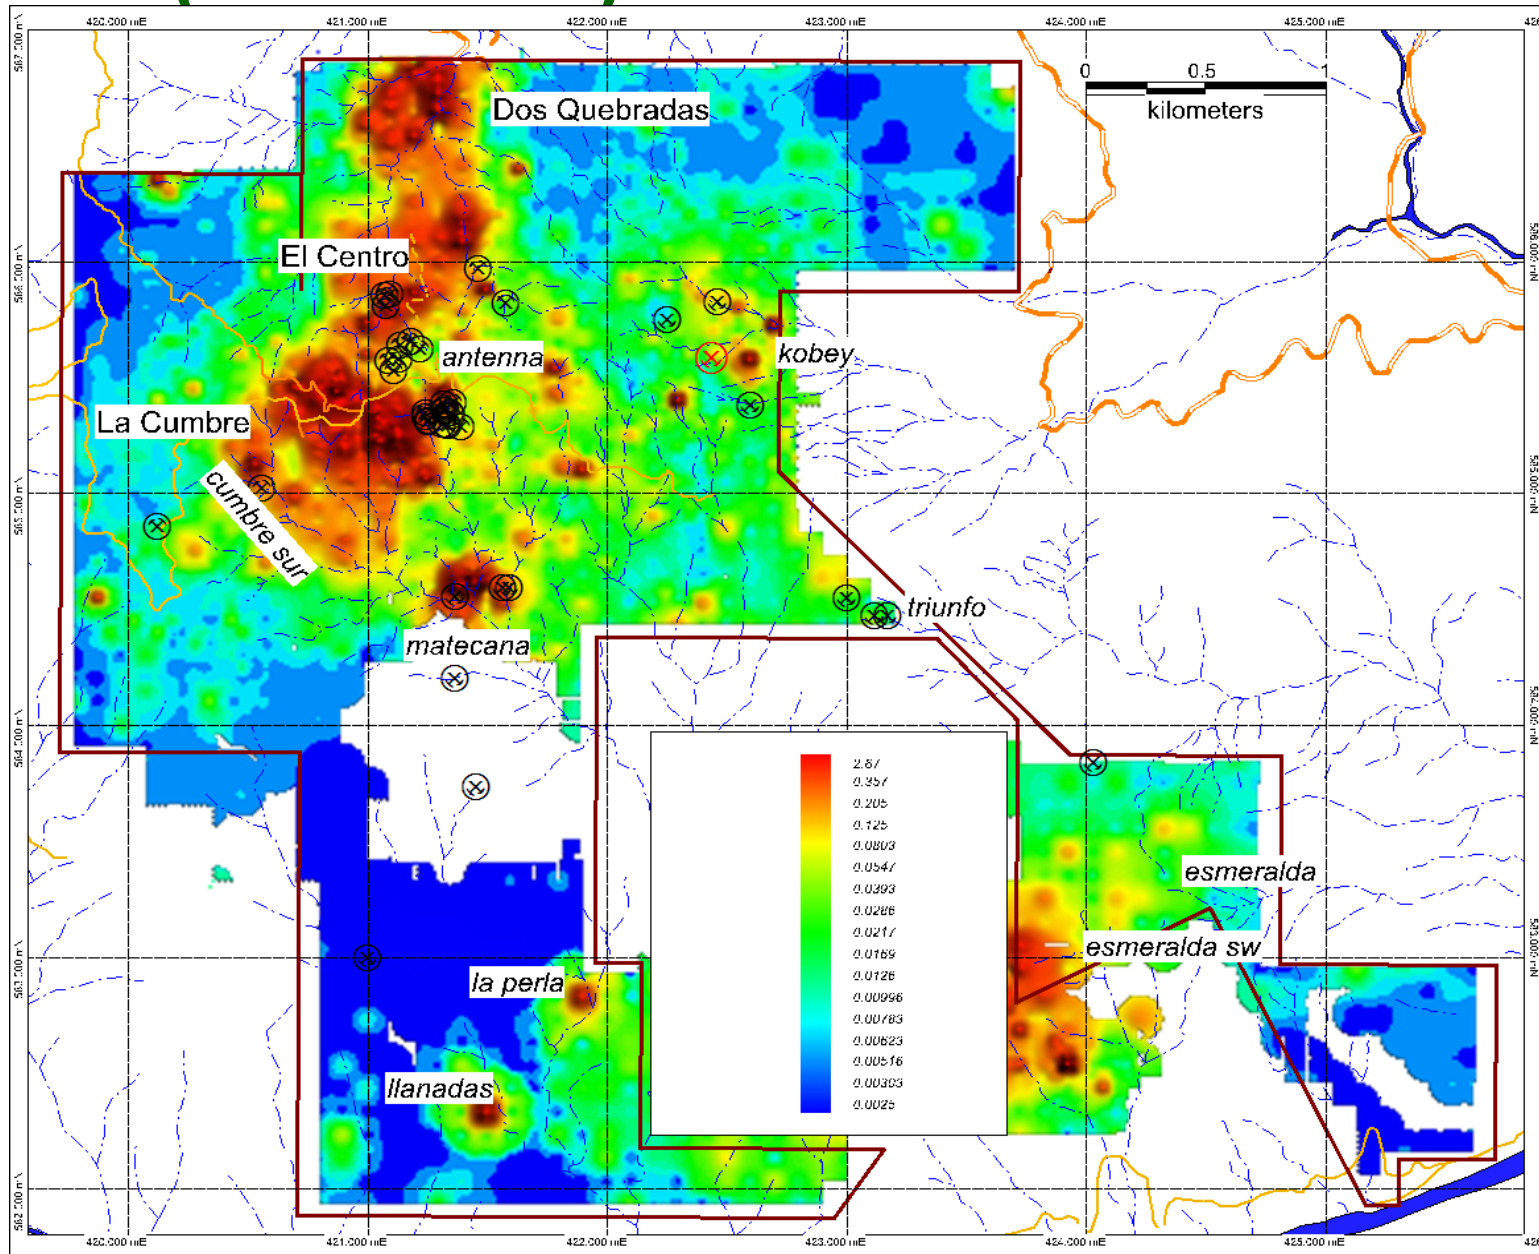 420.000 mE 421.000 mE 422.000 mE 423.000 mE 424.000 mE 425.000 mE
0 0.5 1
kilometers
Dos Quebradas
El Centro
antenna
kobey
La Cumbre
cumbre sur
triunfo
matecana
2.67
0.357
0.205
0.125
0.0803
0.0547
0.0393
0.0286
0.0217
0.0169
0.0126
0.00996
0.00783
0.00623
0.00516
0.00393
0.0025
esmeralda
esmeralda sw
la perla
llanadas
420.000 mE 421.000 mE 422.000 mE 423.000 mE 424.000 mE 425.000 mE